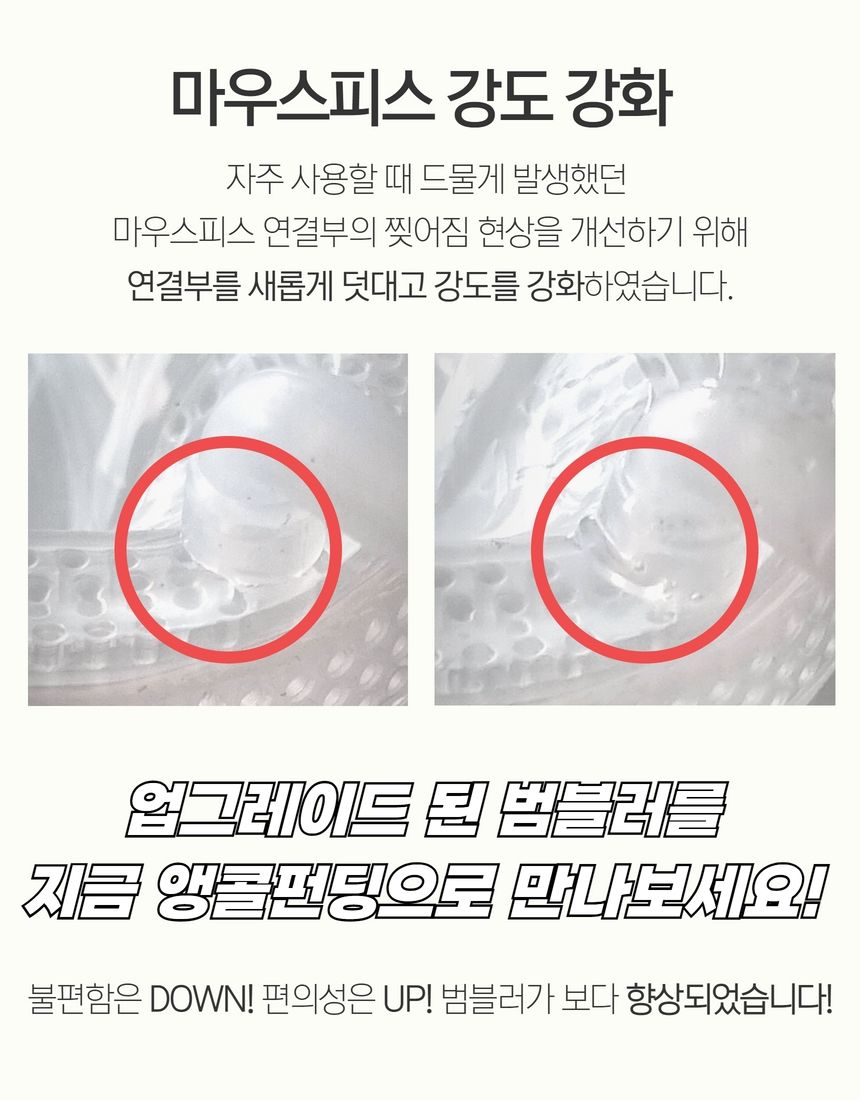 마우스피스 강도 강화
자주 사용할 때 드물게 발생했던
마우스피스 연결부의 찢어짐 현상을 개선하기 위해
연결부를 새롭게 덧대고 강도를 강화하였습니다.
업그레이드 된 범블러를
지금 앵콜펀딩으로 만나보세요!
불편함은 DOWN! 편의성은 UP! 범블러가 보다 향상되었습니다!